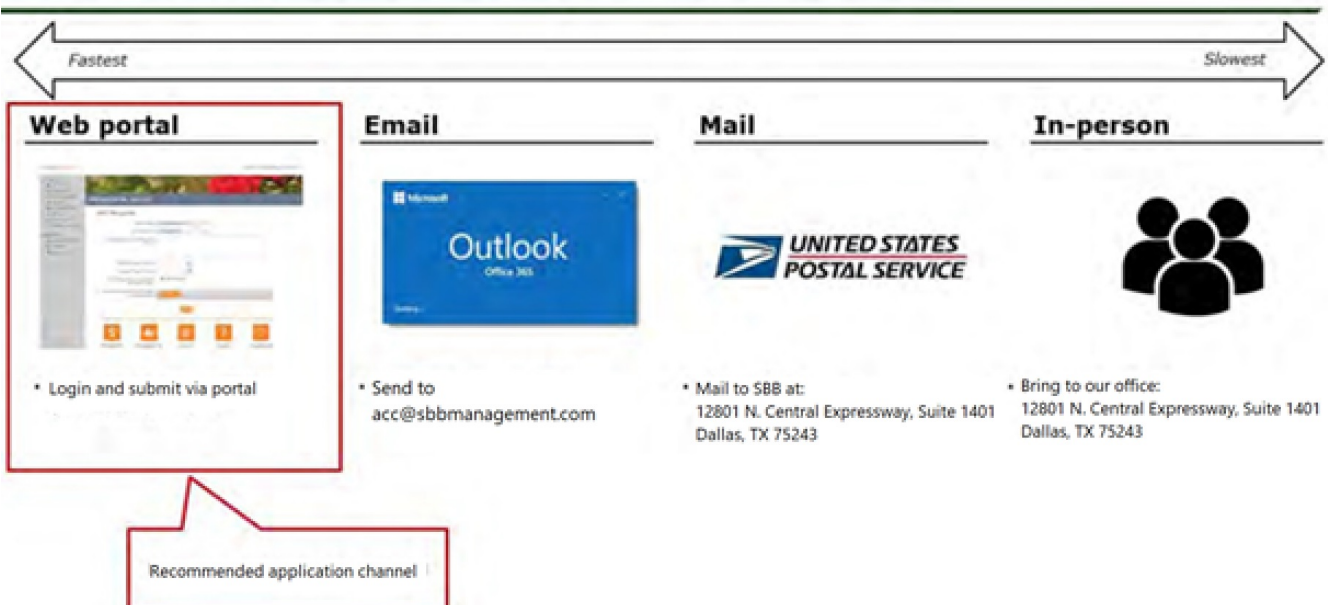 Fastest
Slowest
Web portal
Email
Mail
In-person
Microsoft
Outlook
Office 365
UNITED STATES
POSTAL SERVICE
• Login and submit via portal
• Send to
acc@sbbmanagement.com
• Mail to SBB at:
12801 N. Central Expressway, Suite 1401
Dallas, TX 75243
• Bring to our office:
12801 N. Central Expressway, Suite 1401
Dallas, TX 75243
Recommended application channel